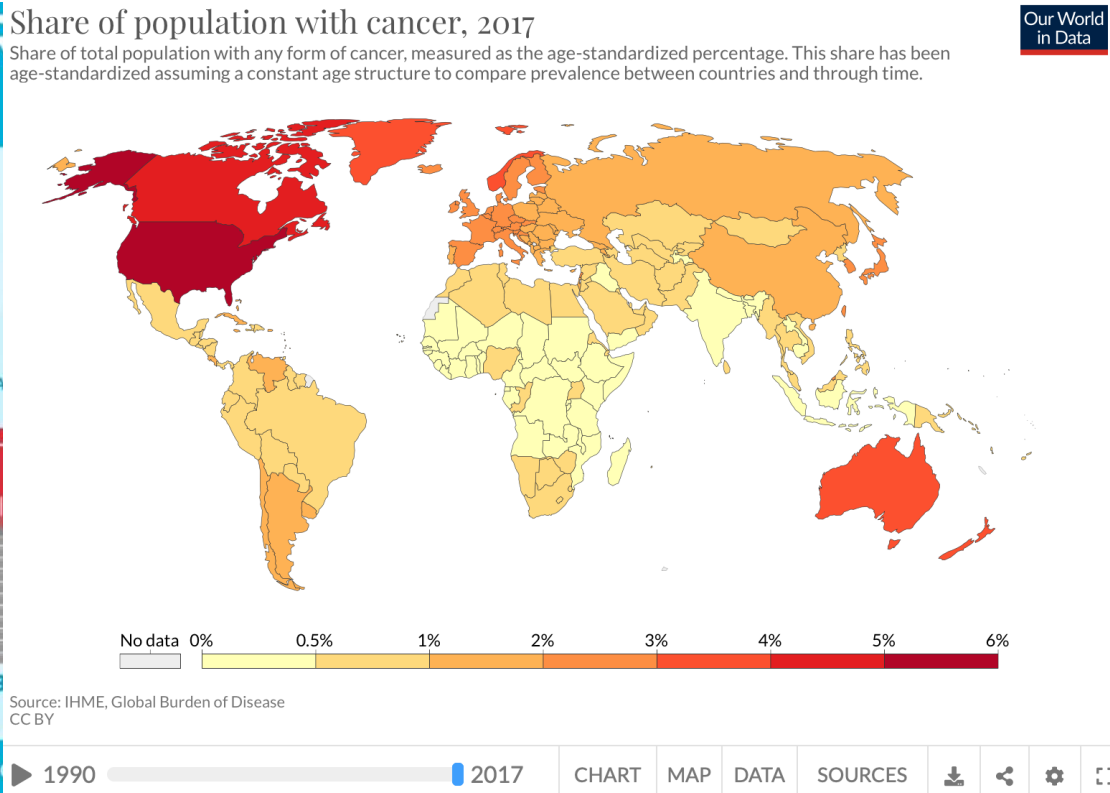 Share of population with cancer, 2017
Our World
in Data
Share of total population with any form of cancer, measured as the age-standardized percentage. This share has been
age-standardized assuming a constant age structure to compare prevalence between countries and through time.
No data 0% 0.5% 1% 2% 3% 4% 5% 6%
Source: IHME, Global Burden of Disease
CC BY
1990 2017 CHART MAP DATA SOURCES